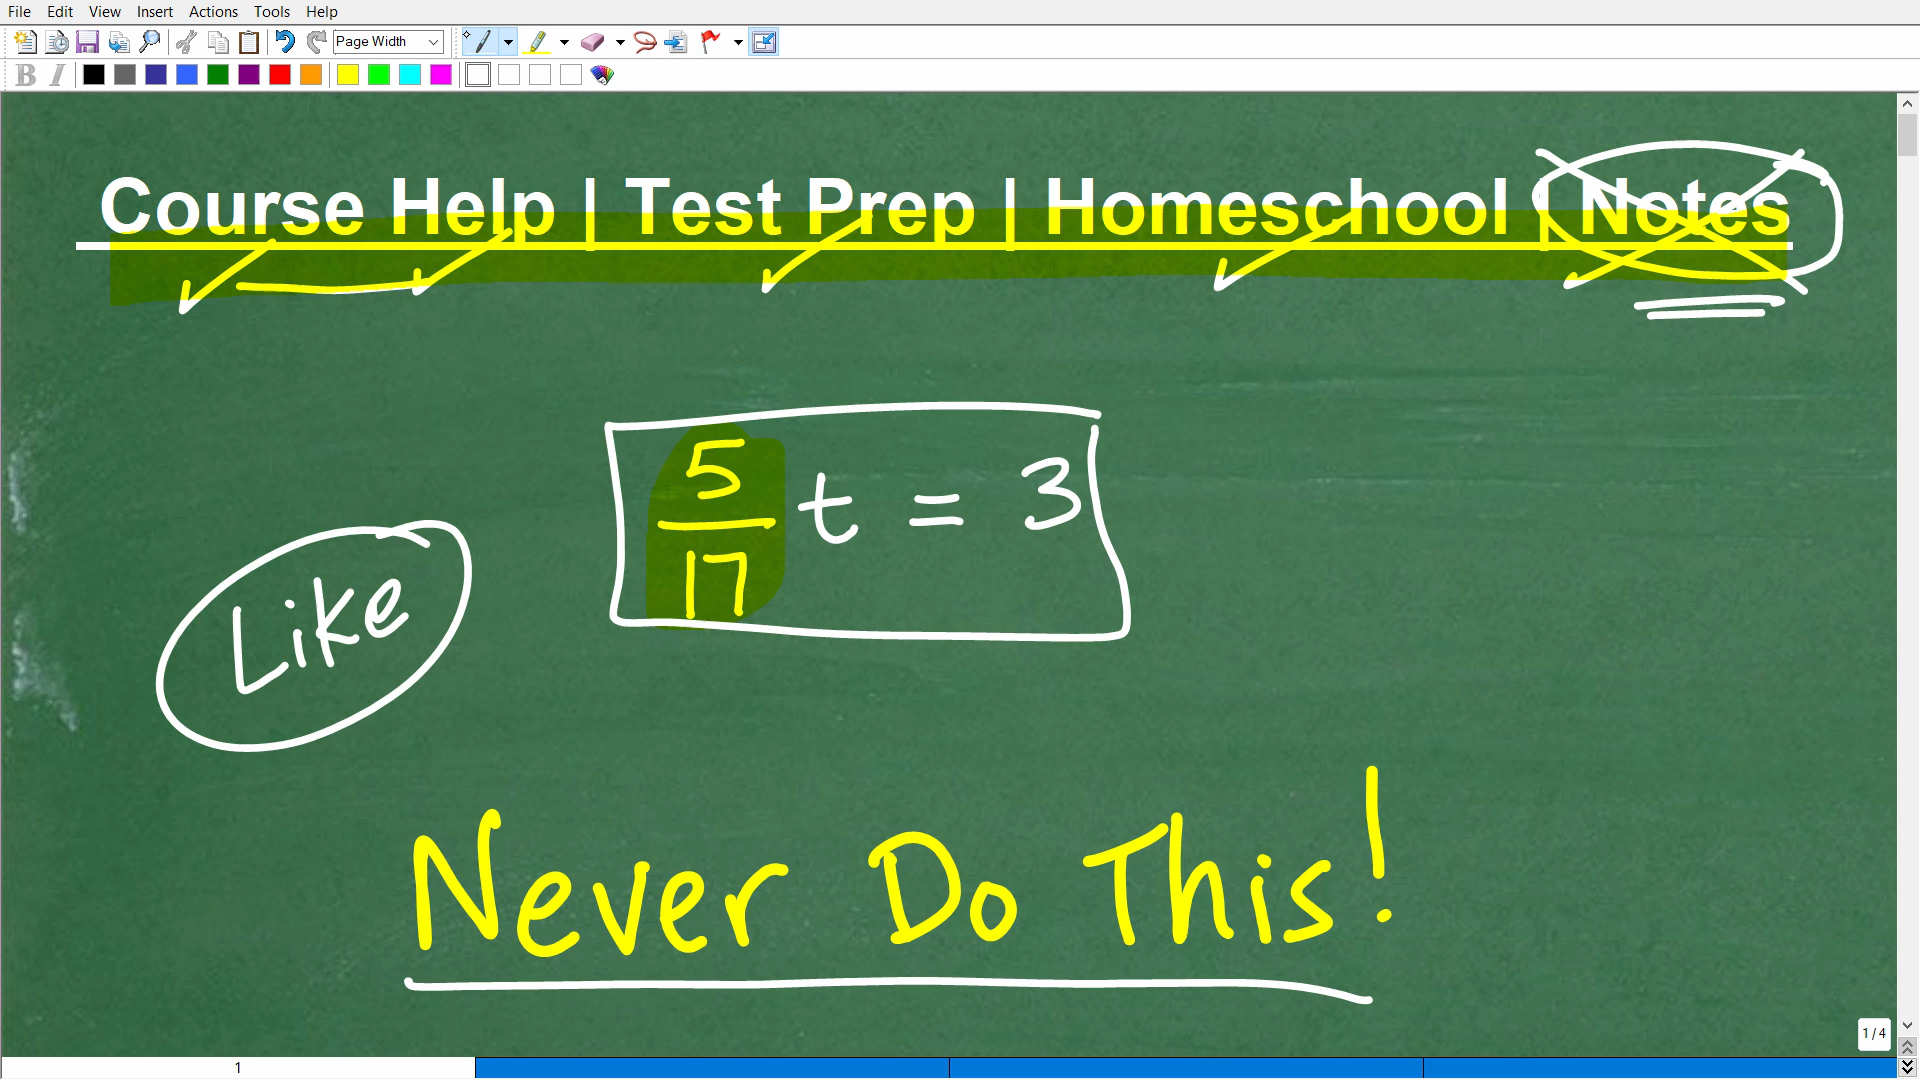 File Edit View Insert Actions Tools Help
Page Width
B I
Course Help | Test Prep | Homeschool | Notes
5/17 t = 3
Like
Never Do This!
1 / 4
1